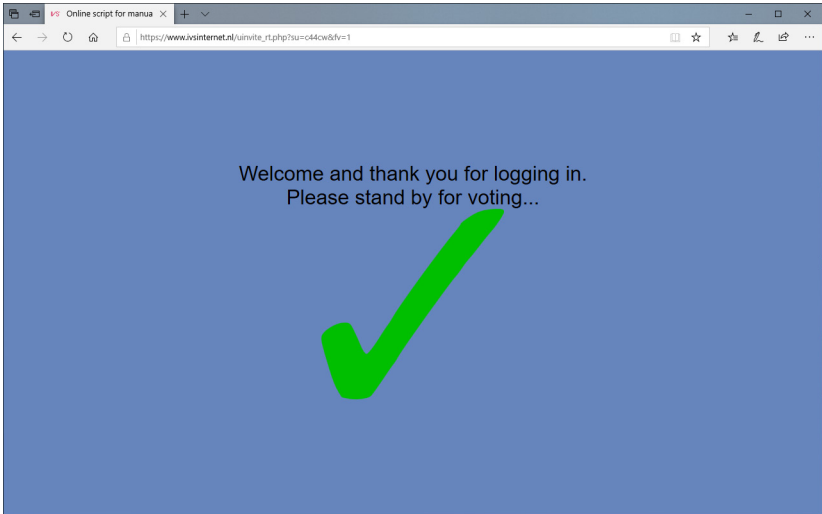 VS Online script for manua
https://www.ivsinternet.nl/uinvite_rt.php?su=c44cw&fv=1
Welcome and thank you for logging in.
Please stand by for voting...